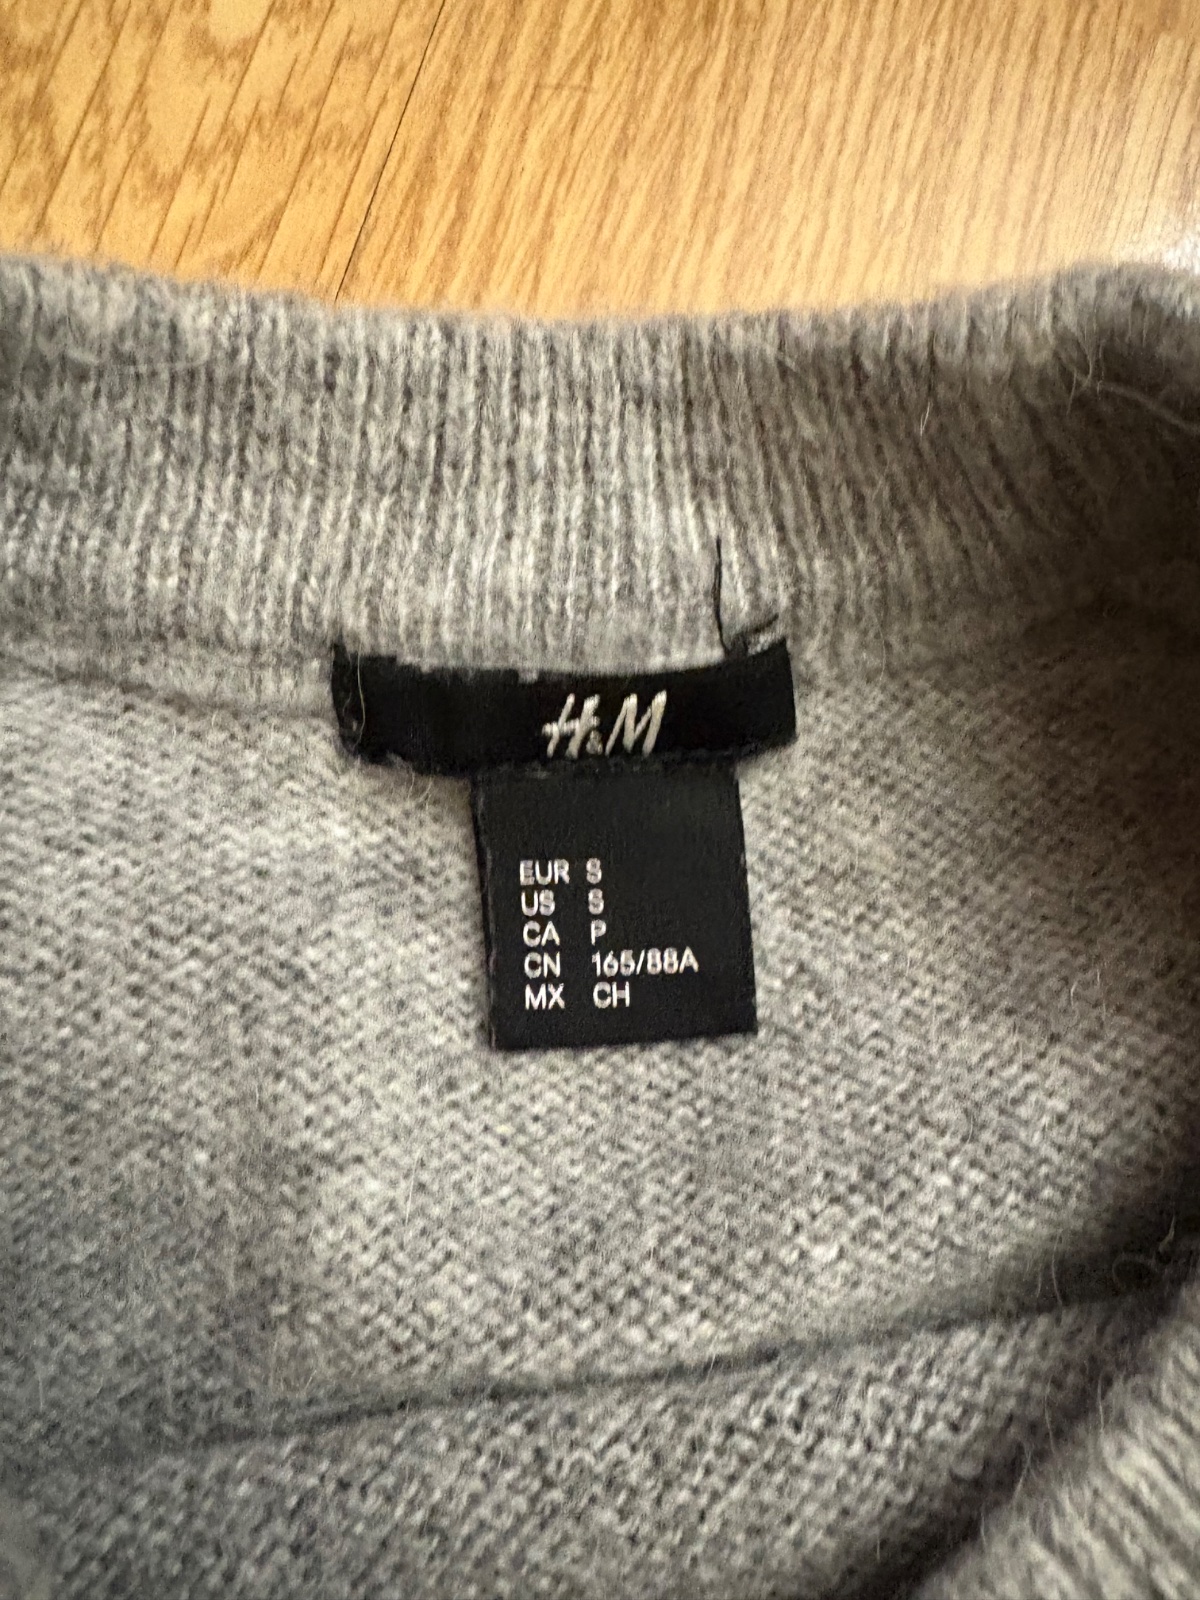 H&M
EUR S
US S
CA P
CN 165/88A
MX CH